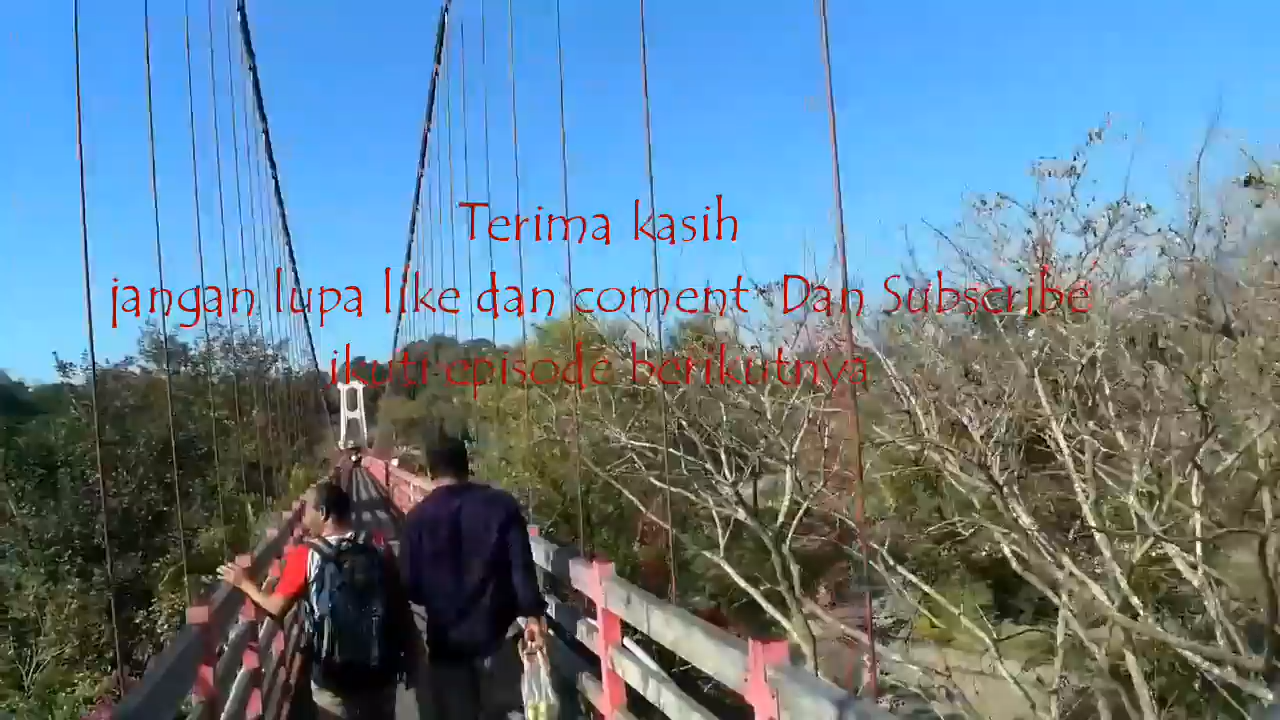 Terima kasih
jangan lupa like dan coment Dan Subscribe
ikuti episode berikutnya